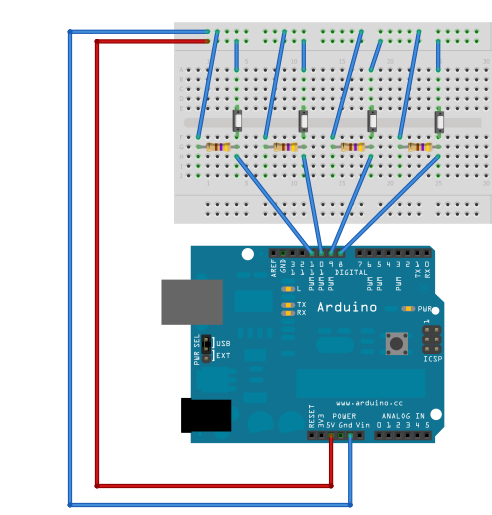 AREF
GND
13
12
PWM 11
PWM 10
PWM 9
8
7
PWM 6
PWM 5
4
PWM 3
2
TX 1
RX 0
DIGITAL
L
TX
RX
Arduino
PWR
USB
EXT
PWR SEL
1
ICSP
www.arduino.cc
POWER
ANALOG IN
RESET
3V3
5V Gnd Vin
0 1 2 3 4 5